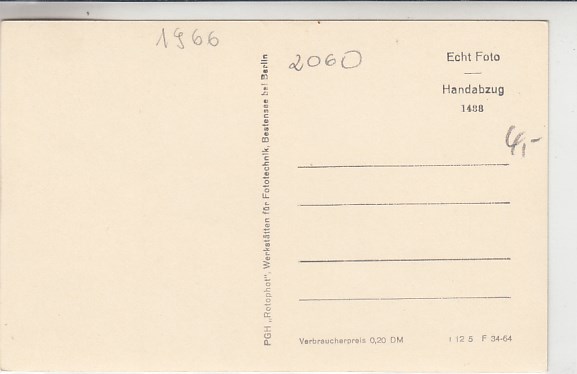 1966
2060
Echt Foto
Handabzug
1488
4,-
PGH „Rotophot", Werkstätten für Fototechnik, Bestensee bei Berlin
Verbraucherpreis 0,20 DM
I 12 5 F 34-64